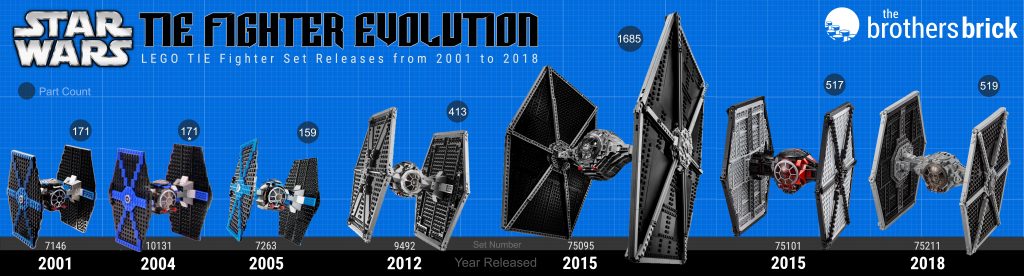 STAR WARS
TIE FIGHTER EVOLUTION
LEGO TIE Fighter Set Releases from 2001 to 2018
the
brothersbrick
Part Count
171
171
159
413
1685
517
519
7146
10131
7263
9492
Set Number
75095
75101
75211
2001
2004
2005
2012
Year Released
2015
2015
2018